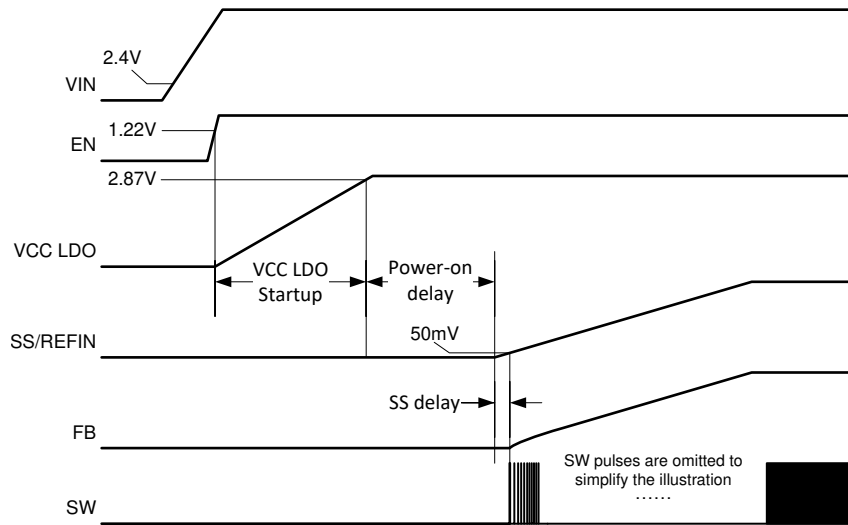 2.4V
VIN
1.22V
EN
2.87V
VCC LDO
VCC LDO
Startup
Power-on
delay
50mV
SS/REFIN
SS delay
FB
SW pulses are omitted to
simplify the illustration
......
SW